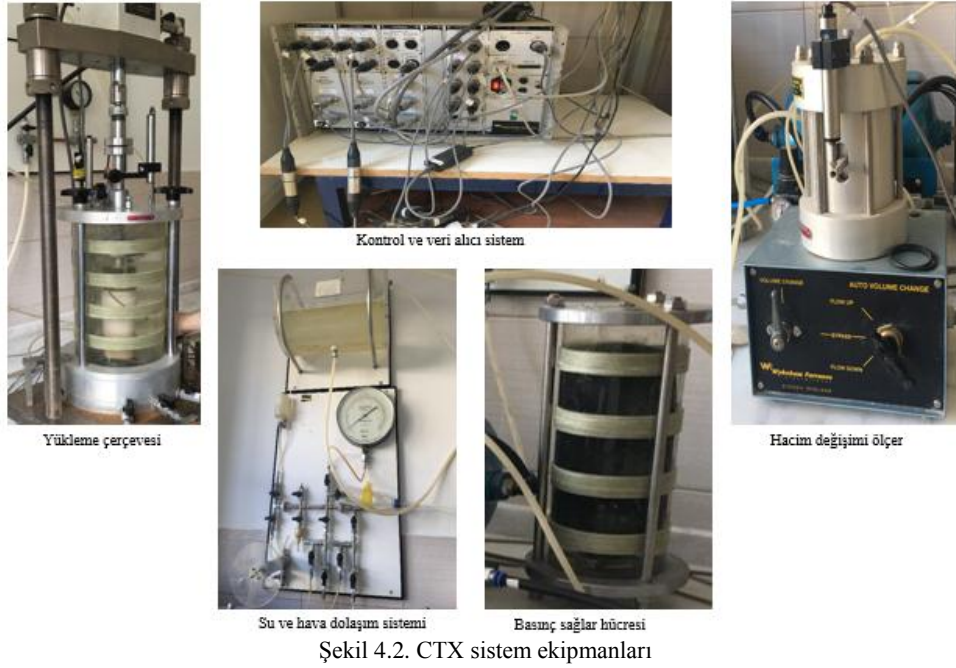 Kontrol ve veri alıcı sistem
VOLUME CHANGE
AUTO VOLUME CHANGE
FLOW UP
BYPASS
FLOW DOWN
Wykeham Farrance
ENGLAND
Yükleme çerçevesi
Hacim değişimi ölçer
Su ve hava dolaşım sistemi
Basınç sağlar hücresi
Şekil 4.2. CTX sistem ekipmanları